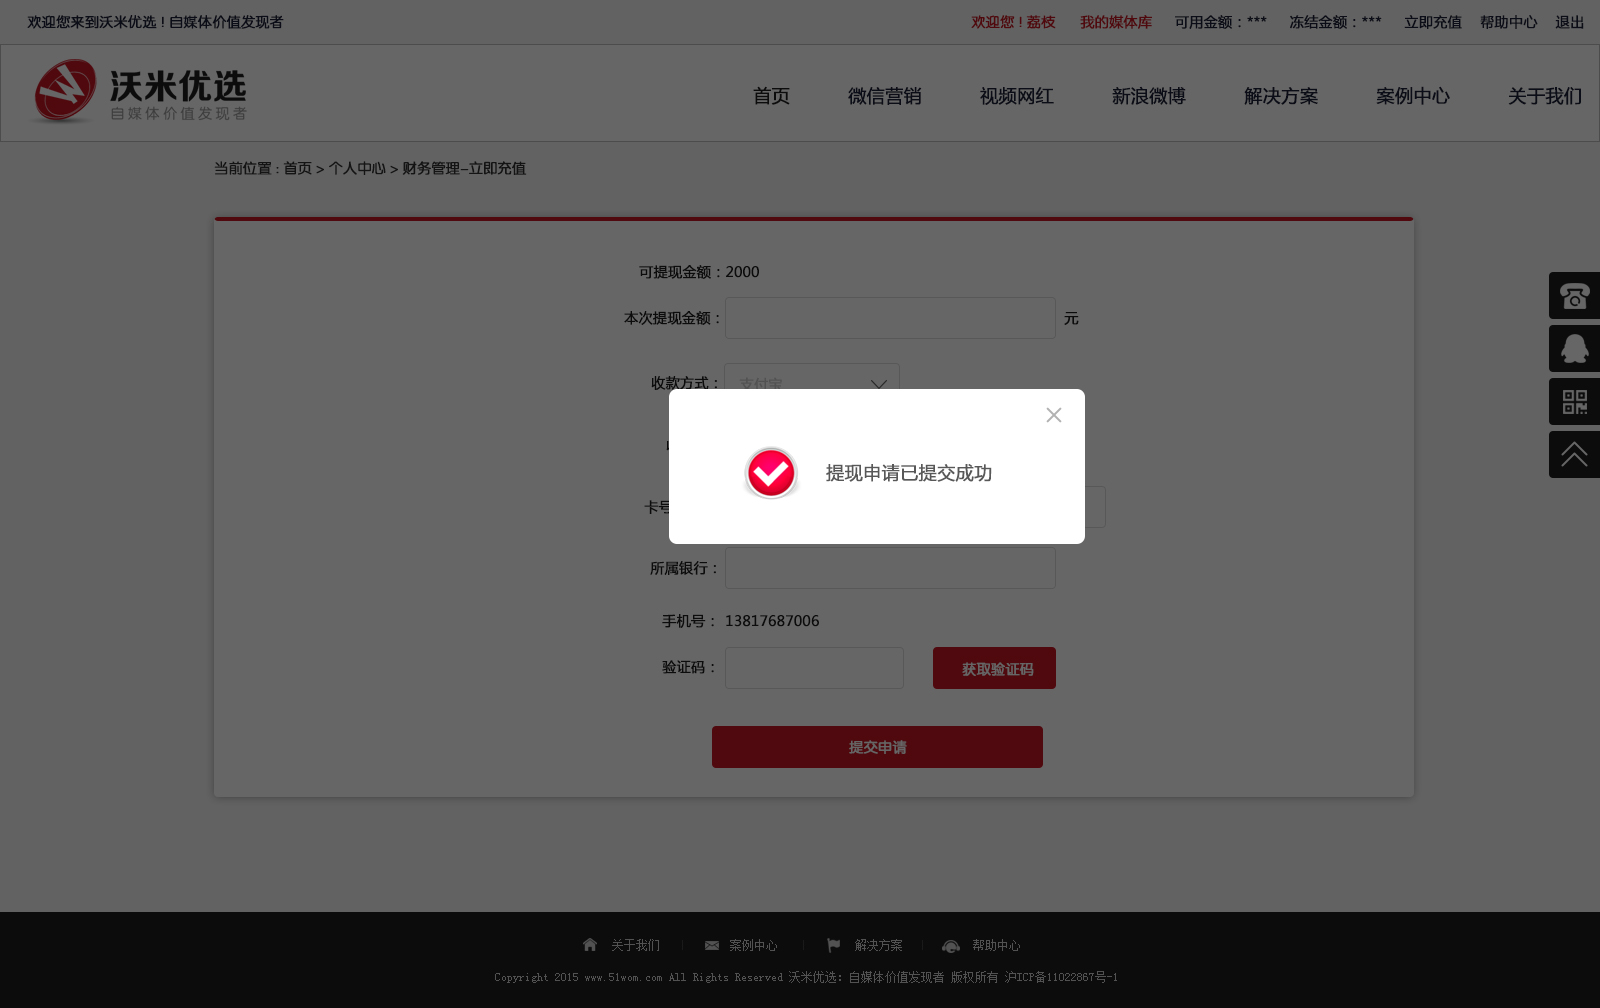 欢迎您来到沃米优选！自媒体价值发现者
欢迎您！荔枝 我的媒体库 可用金额：*** 冻结金额：*** 立即充值 帮助中心 退出
沃米优选
自媒体价值发现者
首页 微信营销 视频网红 新浪微博 解决方案 案例中心 关于我们
当前位置：首页 > 个人中心 > 财务管理-立即充值
可提现金额：2000
本次提现金额： 元
收款方式： 支付宝
提现申请已提交成功
卡号
所属银行：
手机号： 13817687006
验证码： 获取验证码
提交申请
关于我们 案例中心 解决方案 帮助中心
Copyright 2015 www.51wom.com All Rights Reserved 沃米优选：自媒体价值发现者 版权所有 沪ICP备11022867号-1